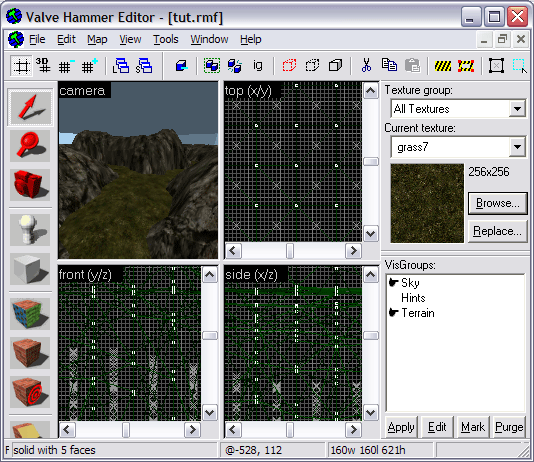 Valve Hammer Editor - [tut.rmf]
File Edit Map View Tools Window Help
3D ig
camera
top (x/y)
front (y/z)
side (x/z)
Texture group:
All Textures
Current texture:
grass7
256x256
Browse...
Replace...
VisGroups:
Sky
Hints
Terrain
Apply Edit Mark Purge
F solid with 5 faces @-528, 112 160w 160l 621h